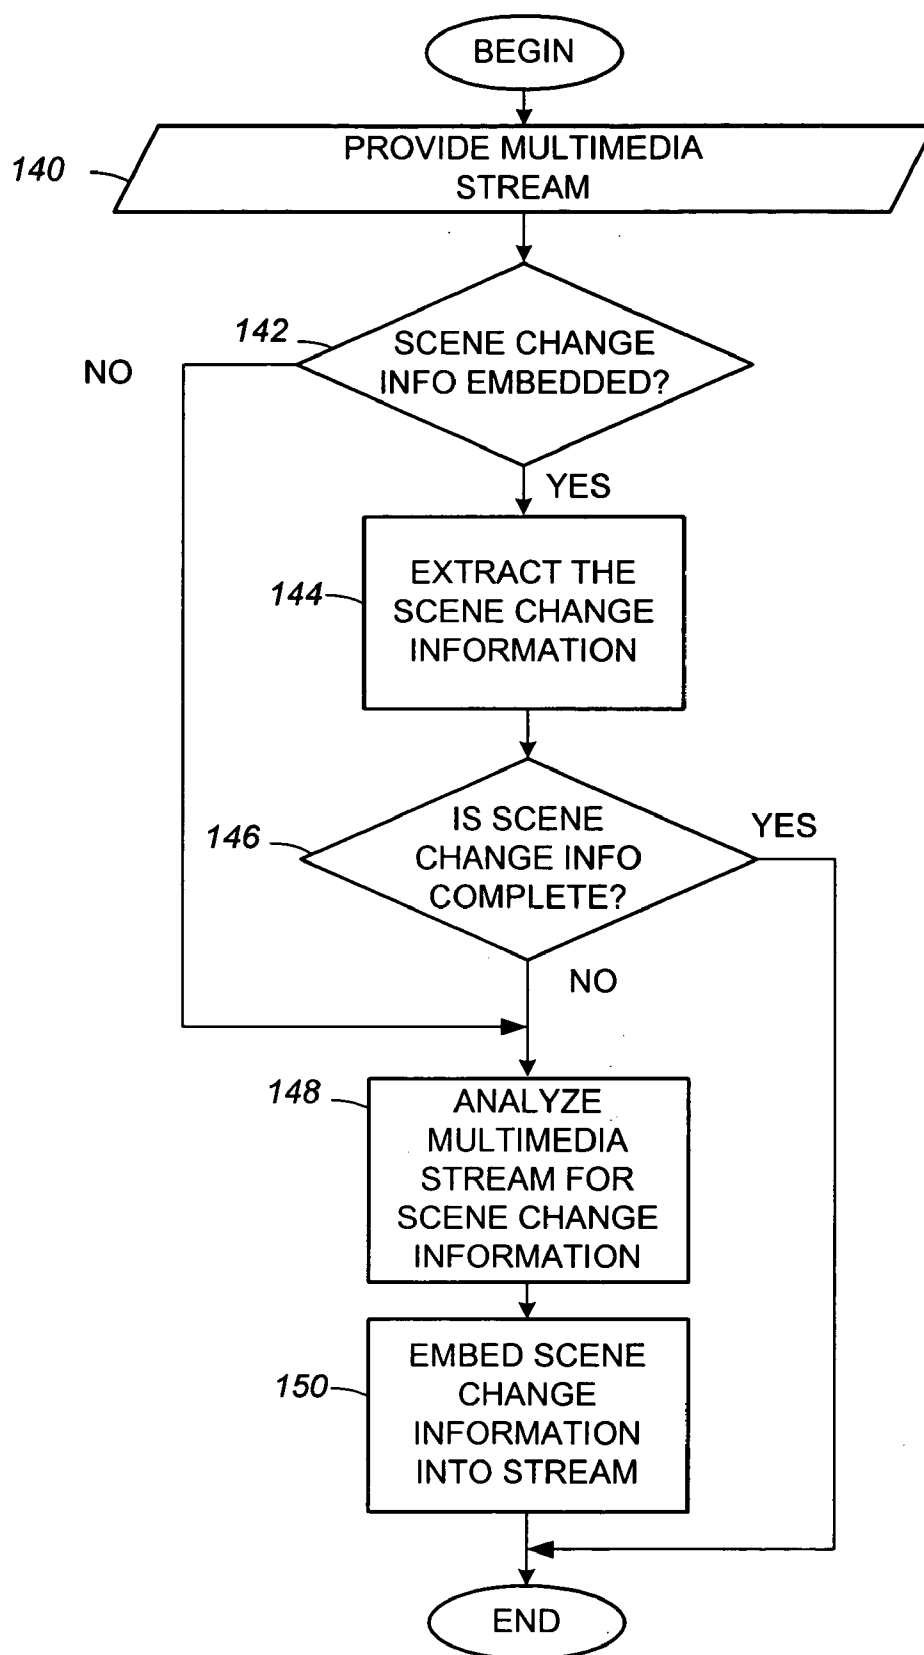 BEGIN
140
PROVIDE MULTIMEDIA
STREAM
142
NO
SCENE CHANGE
INFO EMBEDDED?
YES
144
EXTRACT THE
SCENE CHANGE
INFORMATION
146
IS SCENE
CHANGE INFO
COMPLETE?
YES
NO
148
ANALYZE
MULTIMEDIA
STREAM FOR
SCENE CHANGE
INFORMATION
150
EMBED SCENE
CHANGE
INFORMATION
INTO STREAM
END